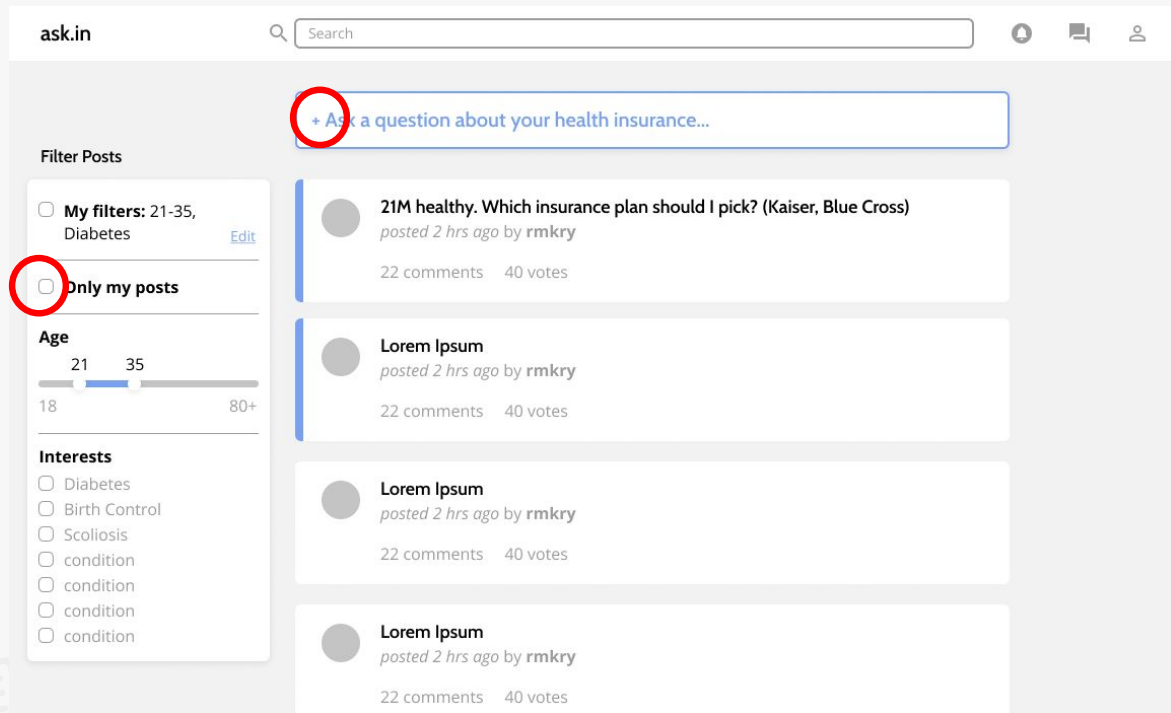 ask.in
Search
+ Ask a question about your health insurance...
Filter Posts
My filters: 21-35,
Diabetes
Edit
Only my posts
Age
21 35
18 80+
Interests
Diabetes
Birth Control
Scoliosis
condition
condition
condition
condition
21M healthy. Which insurance plan should I pick? (Kaiser, Blue Cross)
posted 2 hrs ago by rmkry
22 comments 40 votes
Lorem Ipsum
posted 2 hrs ago by rmkry
22 comments 40 votes
Lorem Ipsum
posted 2 hrs ago by rmkry
22 comments 40 votes
Lorem Ipsum
posted 2 hrs ago by rmkry
22 comments 40 votes